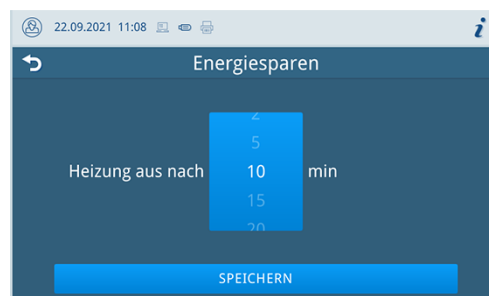 22.09.2021 11:08
i
Energiesparen
2
5
Heizung aus nach 10 min
15
20
SPEICHERN